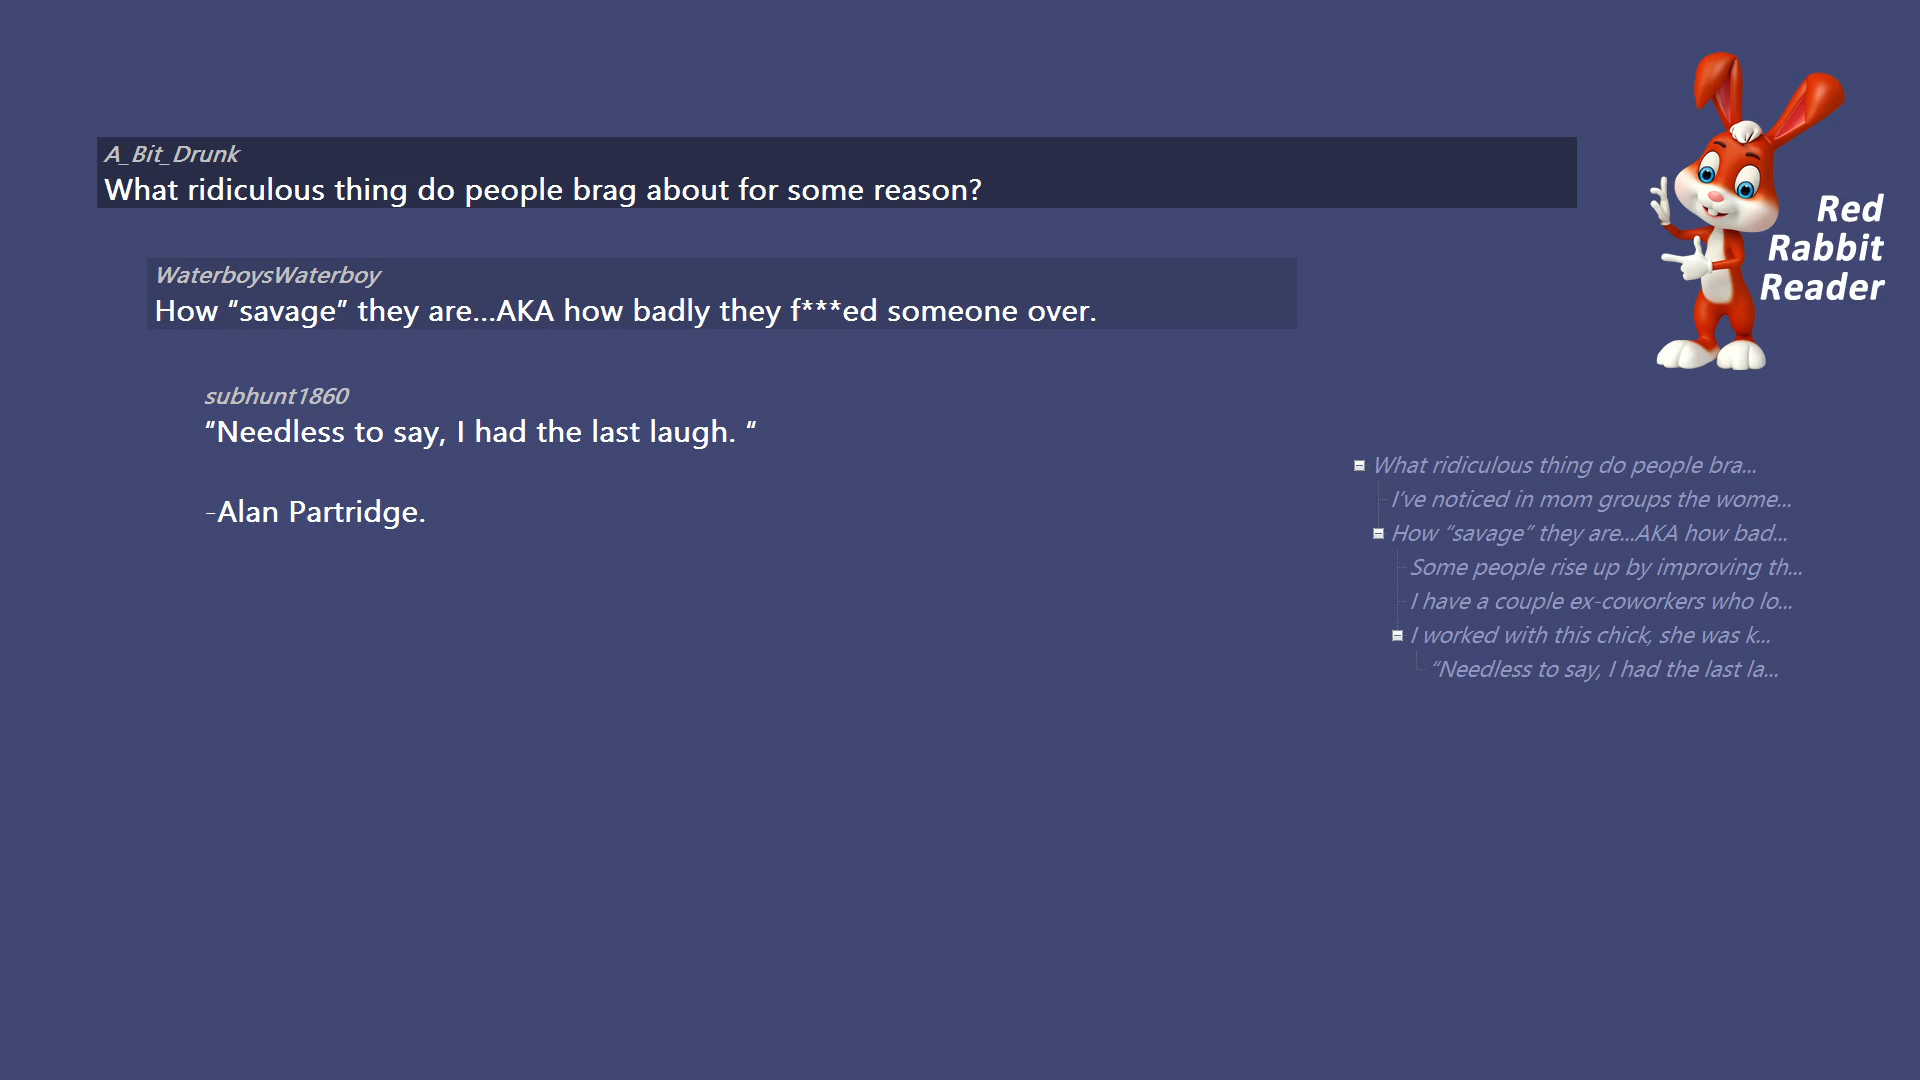 A_Bit_Drunk
What ridiculous thing do people brag about for some reason?
WaterboysWaterboy
How “savage” they are...AKA how badly they f***ed someone over.
subhunt1860
“Needless to say, I had the last laugh. “
-Alan Partridge.
Red
Rabbit
Reader
What ridiculous thing do people bra...
I’ve noticed in mom groups the wome...
How “savage” they are...AKA how bad...
Some people rise up by improving th...
I have a couple ex-coworkers who lo...
I worked with this chick, she was k...
“Needless to say, I had the last la...